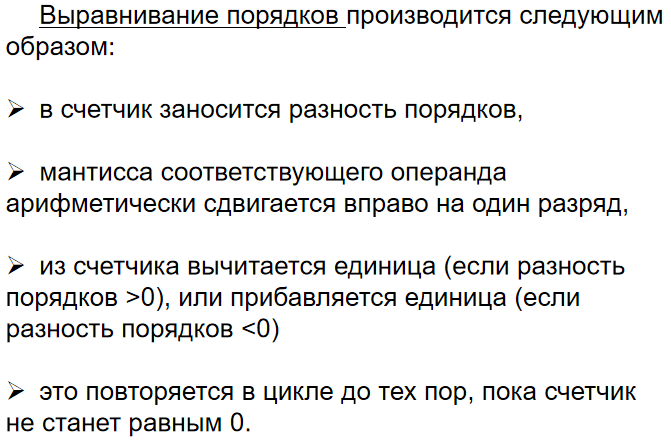 Выравнивание порядков производится следующим
образом:
➢ в счетчик заносится разность порядков,
➢ мантисса соответствующего операнда
арифметически сдвигается вправо на один разряд,
➢ из счетчика вычитается единица (если разность
порядков >0), или прибавляется единица (если
разность порядков <0)
➢ это повторяется в цикле до тех пор, пока счетчик
не станет равным 0.